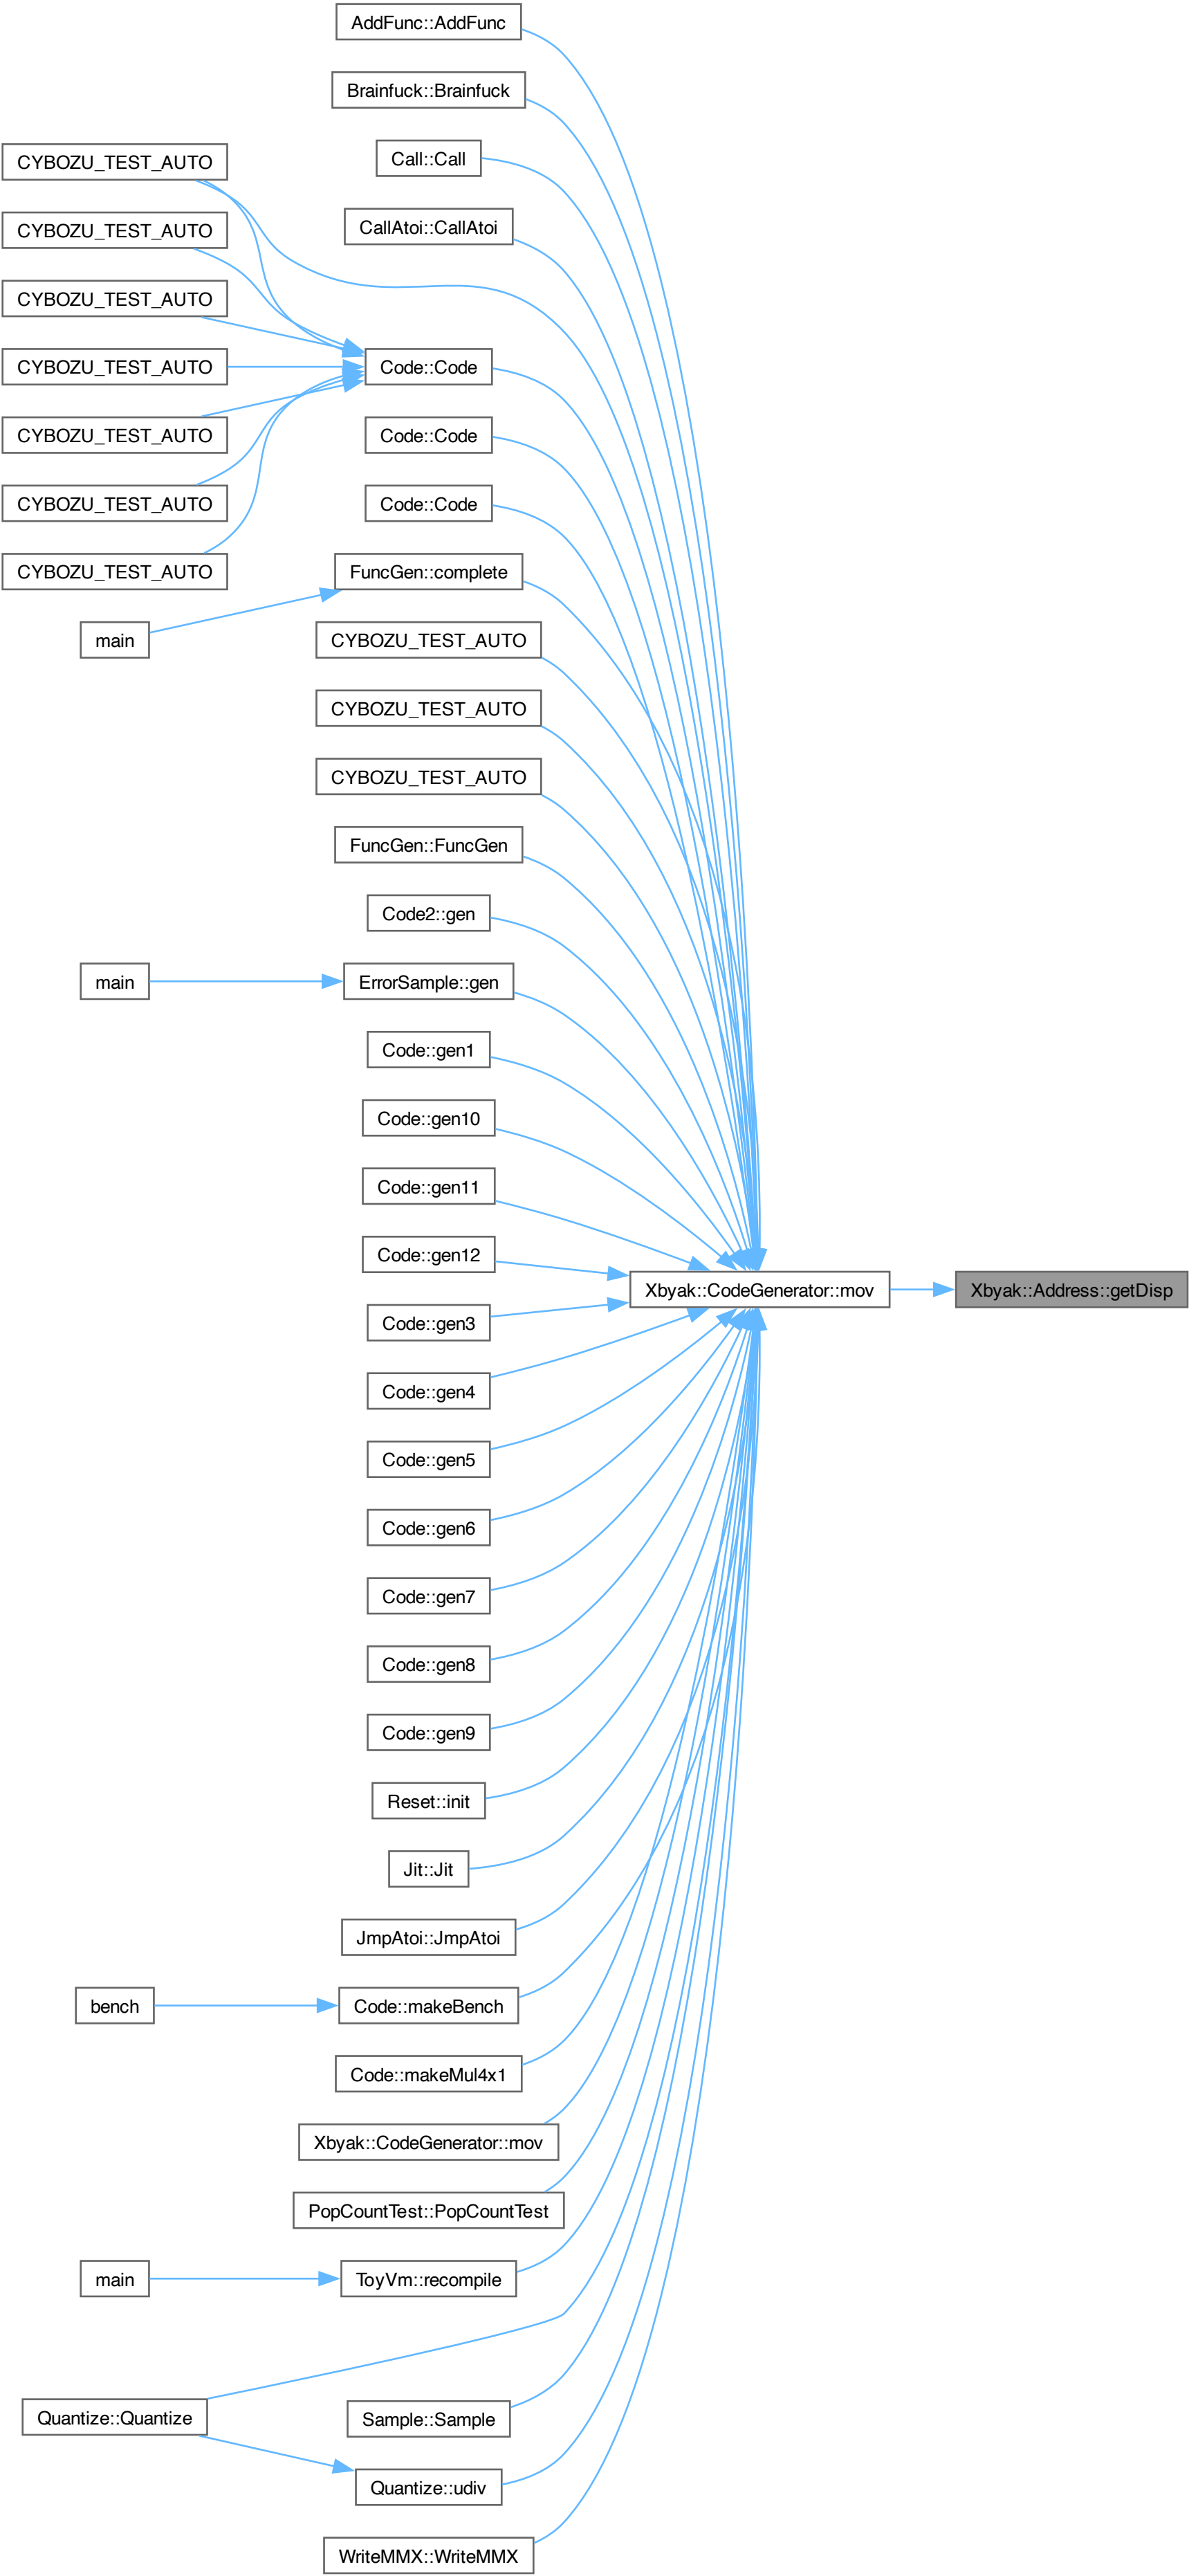 AddFunc::AddFunc
Brainfuck::Brainfuck
Call::Call
CYBOZU_TEST_AUTO
CallAtoi::CallAtoi
CYBOZU_TEST_AUTO
CYBOZU_TEST_AUTO
CYBOZU_TEST_AUTO
Code::Code
CYBOZU_TEST_AUTO
Code::Code
CYBOZU_TEST_AUTO
Code::Code
CYBOZU_TEST_AUTO
FuncGen::complete
main
CYBOZU_TEST_AUTO
CYBOZU_TEST_AUTO
CYBOZU_TEST_AUTO
FuncGen::FuncGen
Code2::gen
main
ErrorSample::gen
Code::gen1
Code::gen10
Code::gen11
Code::gen12
Xbyak::CodeGenerator::mov
Xbyak::Address::getDisp
Code::gen3
Code::gen4
Code::gen5
Code::gen6
Code::gen7
Code::gen8
Code::gen9
Reset::init
Jit::Jit
JmpAtoi::JmpAtoi
bench
Code::makeBench
Code::makeMul4x1
Xbyak::CodeGenerator::mov
PopCountTest::PopCountTest
main
ToyVm::recompile
Quantize::Quantize
Sample::Sample
Quantize::udiv
WriteMMX::WriteMMX